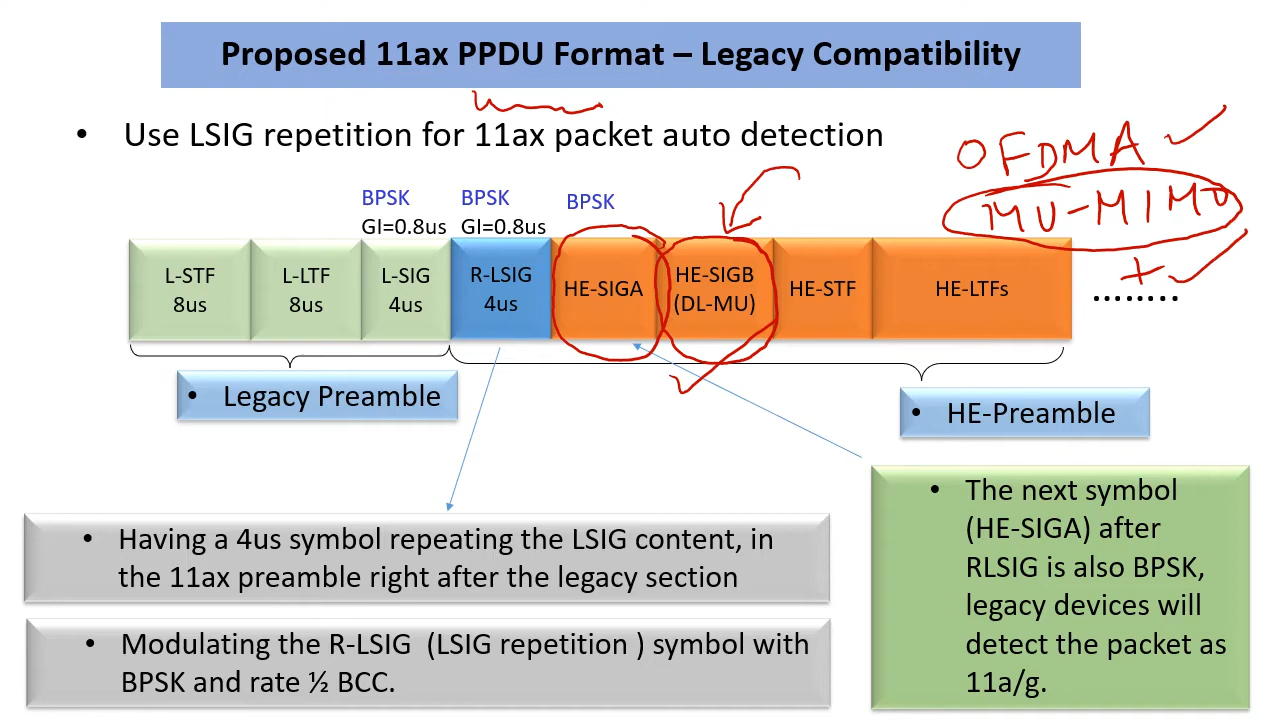 Proposed 11ax PPDU Format – Legacy Compatibility
• Use LSIG repetition for 11ax packet auto detection
OFDMA
MU-MIMO
BPSK
GI=0.8us
BPSK
GI=0.8us
BPSK
L-STF
8us
L-LTF
8us
L-SIG
4us
R-LSIG
4us
HE-SIGA
HE-SIGB
(DL-MU)
HE-STF
HE-LTFs
........
• Legacy Preamble
• HE-Preamble
• Having a 4us symbol repeating the LSIG content, in
the 11ax preamble right after the legacy section
• Modulating the R-LSIG (LSIG repetition ) symbol with
BPSK and rate ½ BCC.
• The next symbol
(HE-SIGA) after
RLSIG is also BPSK,
legacy devices will
detect the packet as
11a/g.